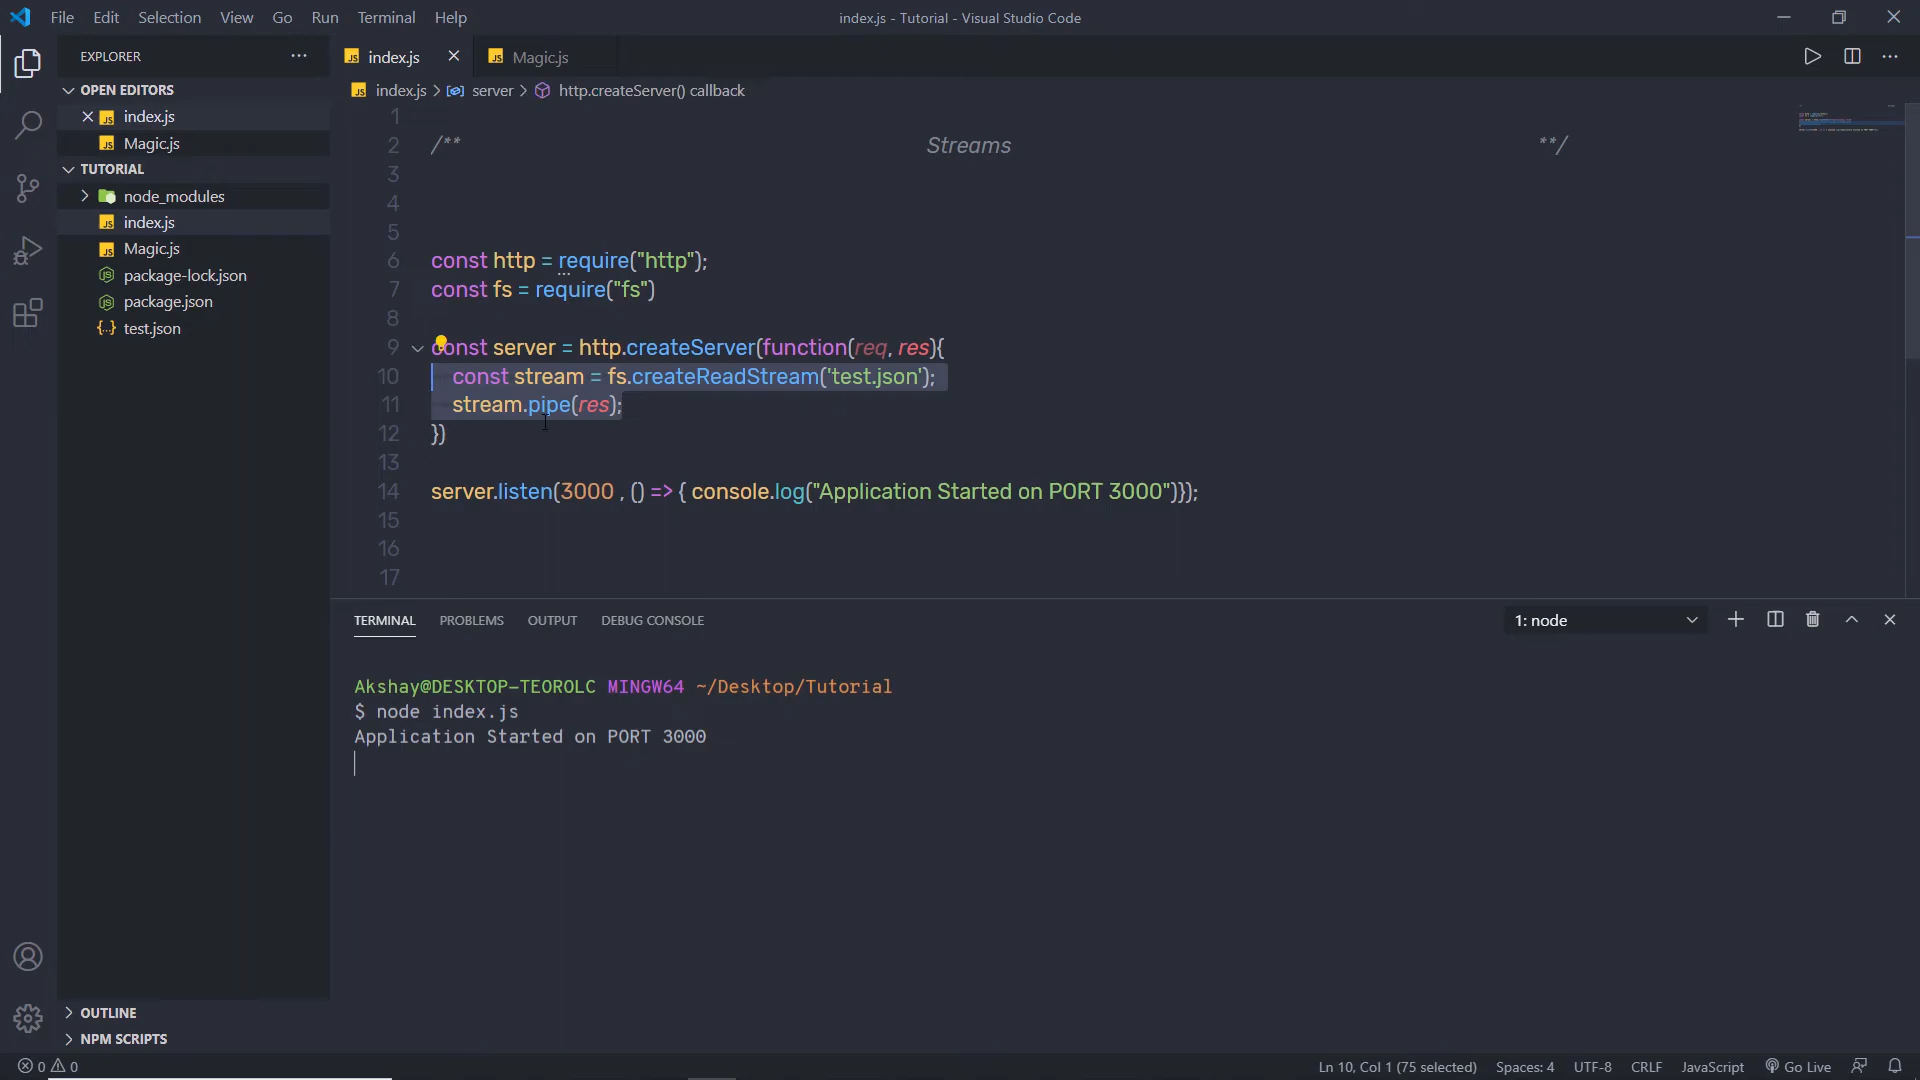 File Edit Selection View Go Run Terminal Help
index.js - Tutorial - Visual Studio Code
EXPLORER
OPEN EDITORS
index.js
Magic.js
TUTORIAL
node_modules
index.js
Magic.js
package-lock.json
package.json
test.json
OUTLINE
NPM SCRIPTS
index.js
Magic.js
index.js > server > http.createServer() callback
1
2 /** Streams **/
3
4
5
6 const http = require("http");
7 const fs = require("fs")
8
9 const server = http.createServer(function(req, res){
10 const stream = fs.createReadStream('test.json');
11 stream.pipe(res);
12 })
13
14 server.listen(3000 , () => { console.log("Application Started on PORT 3000")});
15
16
17
TERMINAL PROBLEMS OUTPUT DEBUG CONSOLE
1: node
Akshay@DESKTOP-TEOROLC MINGW64 ~/Desktop/Tutorial
$ node index.js
Application Started on PORT 3000
0 0
Ln 10, Col 1 (75 selected) Spaces: 4 UTF-8 CRLF JavaScript Go Live